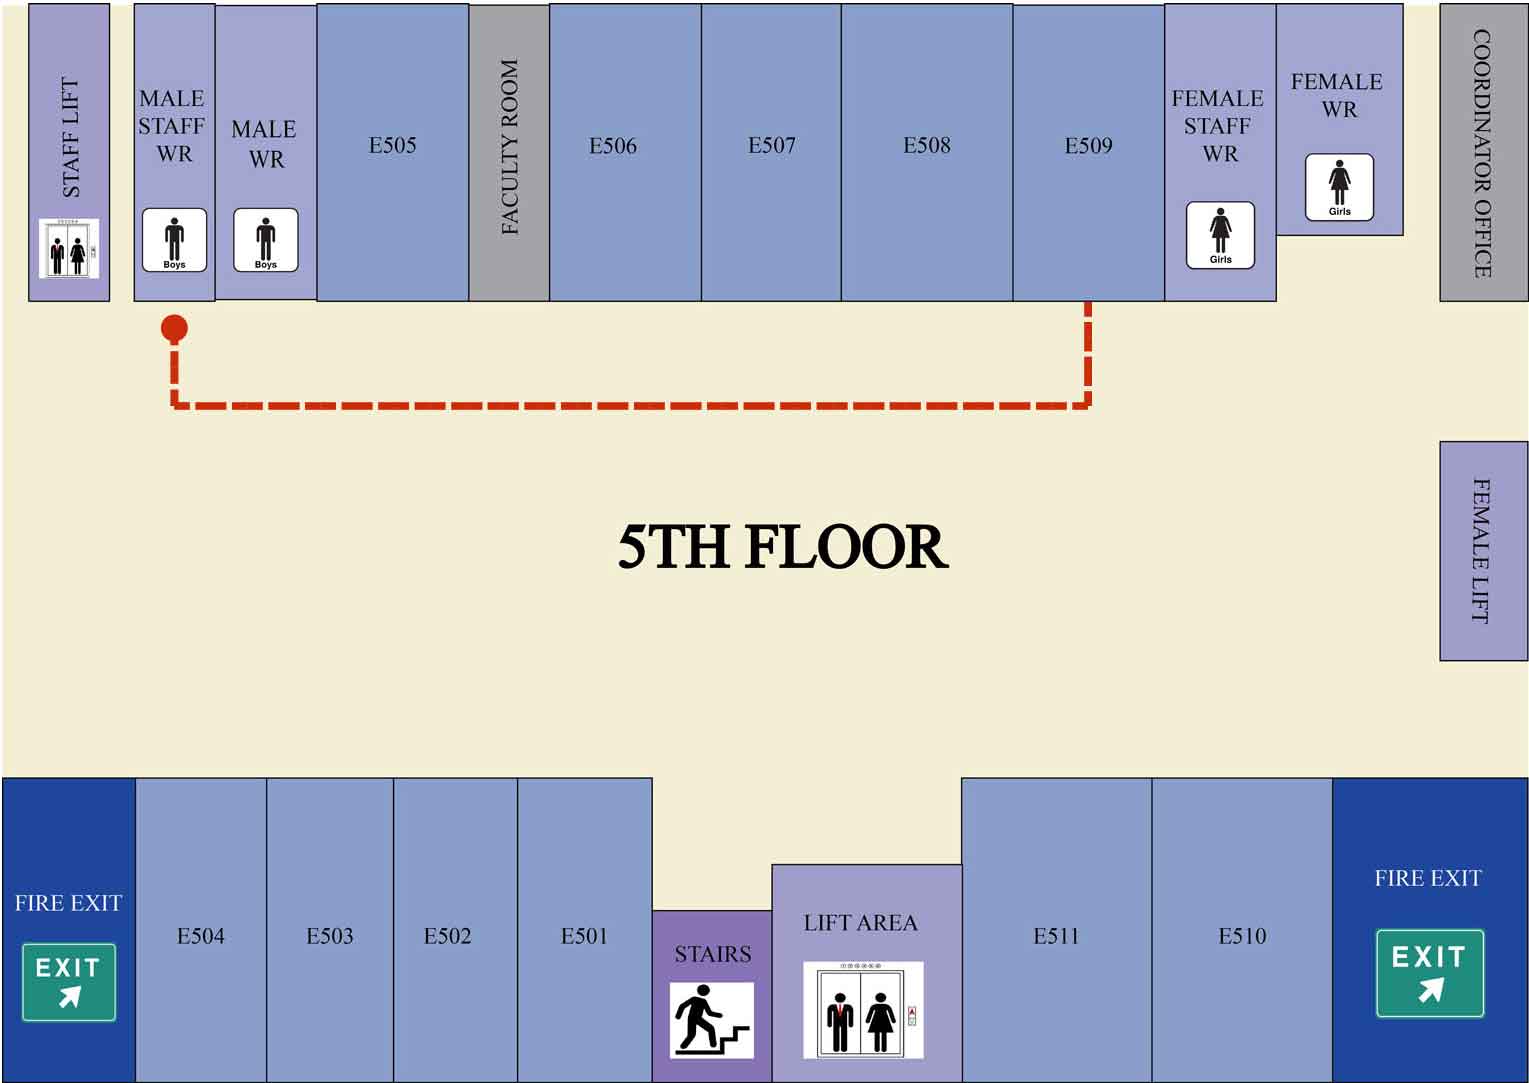 STAFF LIFT
MALE
STAFF
WR
Boys
MALE
WR
Boys
E505
FACULTY ROOM
E506
E507
E508
E509
FEMALE
STAFF
WR
Girls
FEMALE
WR
Girls
COORDINATOR OFFICE
5TH FLOOR
FEMALE LIFT
FIRE EXIT
EXIT
E504
E503
E502
E501
STAIRS
LIFT AREA
E511
E510
FIRE EXIT
EXIT